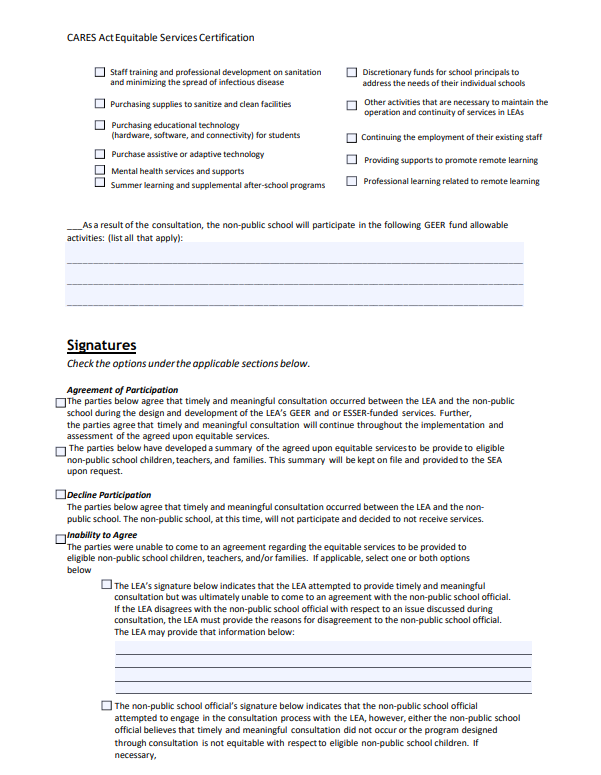 CARES Act Equitable Services Certification
Staff training and professional development on sanitation
and minimizing the spread of infectious disease
Purchasing supplies to sanitize and clean facilities
Purchasing educational technology
(hardware, software, and connectivity) for students
Purchase assistive or adaptive technology
Mental health services and supports
Summer learning and supplemental after-school programs
Discretionary funds for school principals to
address the needs of their individual schools
Other activities that are necessary to maintain the
operation and continuity of services in LEAs
Continuing the employment of their existing staff
Providing supports to promote remote learning
Professional learning related to remote learning
___As a result of the consultation, the non-public school will participate in the following GEER fund allowable
activities: (list all that apply):
Signatures
Check the options under the applicable sections below.
Agreement of Participation
The parties below agree that timely and meaningful consultation occurred between the LEA and the non-public
school during the design and development of the LEA's GEER and or ESSER-funded services. Further,
the parties agree that timely and meaningful consultation will continue throughout the implementation and
assessment of the agreed upon equitable services.
The parties below have developed a summary of the agreed upon equitable services to be provide to eligible
non-public school children, teachers, and families. This summary will be kept on file and provided to the SEA
upon request.
Decline Participation
The parties below agree that timely and meaningful consultation occurred between the LEA and the non-
public school. The non-public school, at this time, will not participate and decided to not receive services.
Inability to Agree
The parties were unable to come to an agreement regarding the equitable services to be provided to
eligible non-public school children, teachers, and/or families. If applicable, select one or both options
below
The LEA's signature below indicates that the LEA attempted to provide timely and meaningful
consultation but was ultimately unable to come to an agreement with the non-public school official.
If the LEA disagrees with the non-public school official with respect to an issue discussed during
consultation, the LEA must provide the reasons for disagreement to the non-public school official.
The LEA may provide that information below:
The non-public school official's signature below indicates that the non-public school official
attempted to engage in the consultation process with the LEA, however, either the non-public school
official believes that timely and meaningful consultation did not occur or the program designed
through consultation is not equitable with respect to eligible non-public school children. If
necessary,